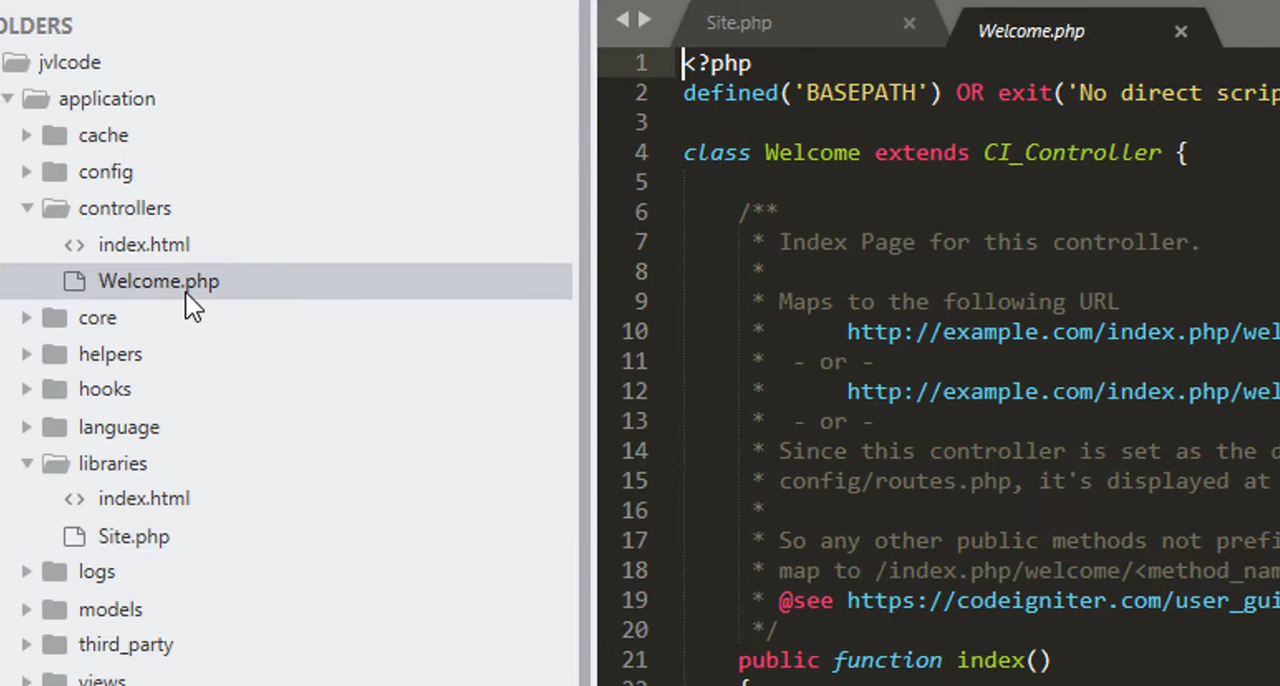 OLDERS
jvlcode
application
cache
config
controllers
index.html
Welcome.php
core
helpers
hooks
language
libraries
index.html
Site.php
logs
models
third_party
views
Site.php
Welcome.php
1 <?php
2 defined('BASEPATH') OR exit('No direct scrip
3
4 class Welcome extends CI_Controller {
5
6 /**
7 * Index Page for this controller.
8 *
9 * Maps to the following URL
10 * http://example.com/index.php/wel
11 * - or -
12 * http://example.com/index.php/wel
13 * - or -
14 * Since this controller is set as the d
15 * config/routes.php, it's displayed at
16 *
17 * So any other public methods not prefi
18 * map to /index.php/welcome/<method_nam
19 * @see https://codeigniter.com/user_gui
20 */
21 public function index()
22 {